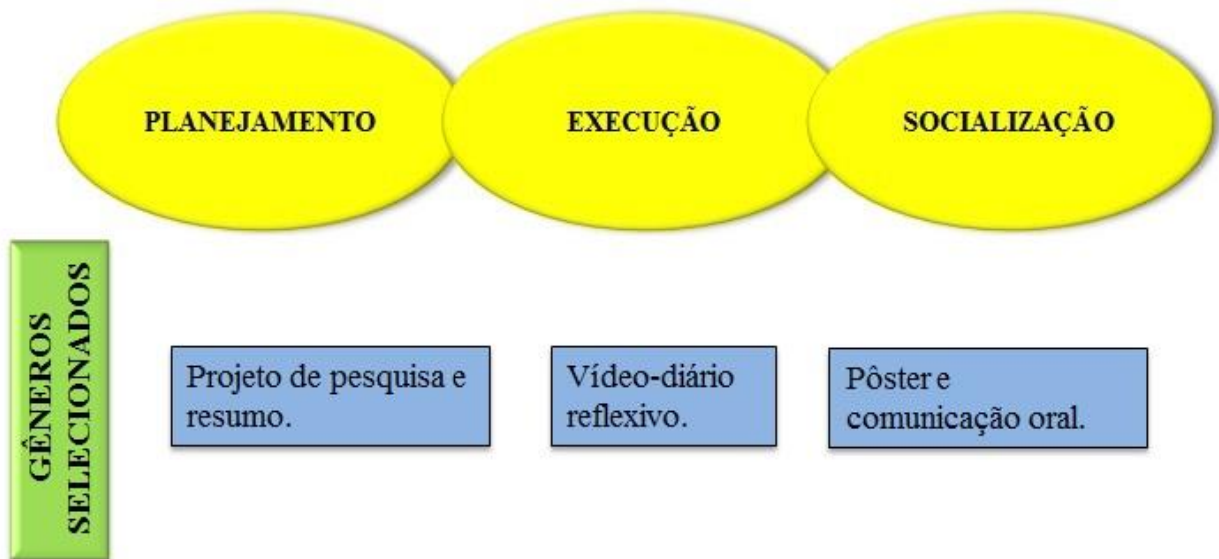 PLANEJAMENTO
EXECUÇÃO
SOCIALIZAÇÃO
GÊNEROS
SELECIONADOS
Projeto de pesquisa e
resumo.
Vídeo-diário
reflexivo.
Pôster e
comunicação oral.